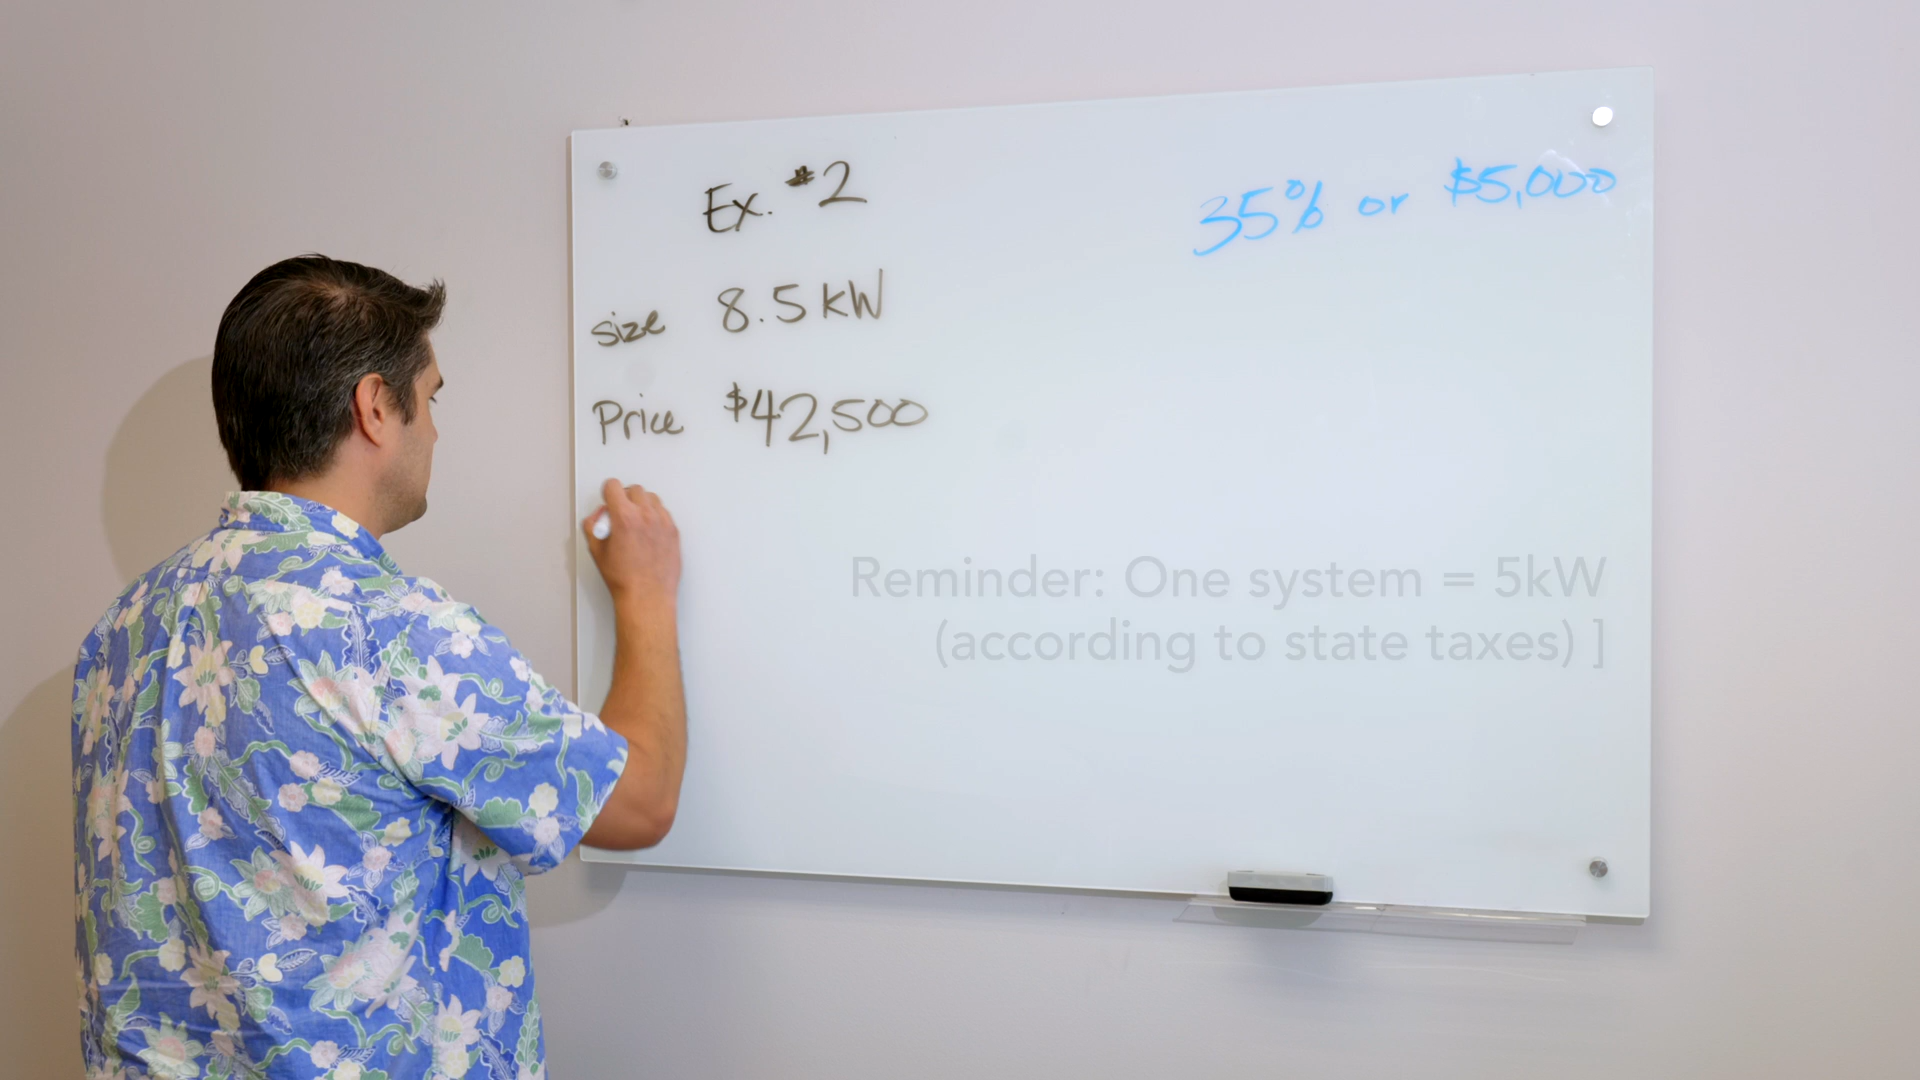 Ex. #2
35% or $5,000
size 8.5 kW
Price $42,500
Reminder: One system = 5kW
(according to state taxes) ]